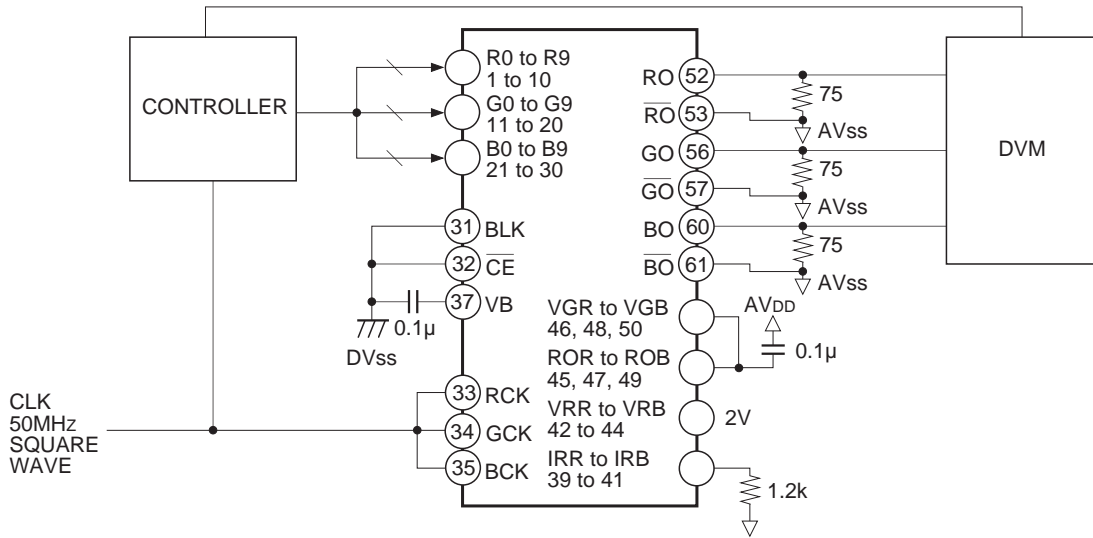 CONTROLLER
R0 to R9
1 to 10
G0 to G9
11 to 20
B0 to B9
21 to 30
31 BLK
32 CE
37 VB
0.1µ
DVss
33 RCK
34 GCK
35 BCK
CLK
50MHz
SQUARE
WAVE
RO 52
75
RO 53
AVss
GO 56
75
GO 57
AVss
BO 60
75
BO 61
AVss
VGR to VGB
46, 48, 50
AVDD
0.1µ
ROR to ROB
45, 47, 49
VRR to VRB
42 to 44
2V
IRR to IRB
39 to 41
1.2k
DVM